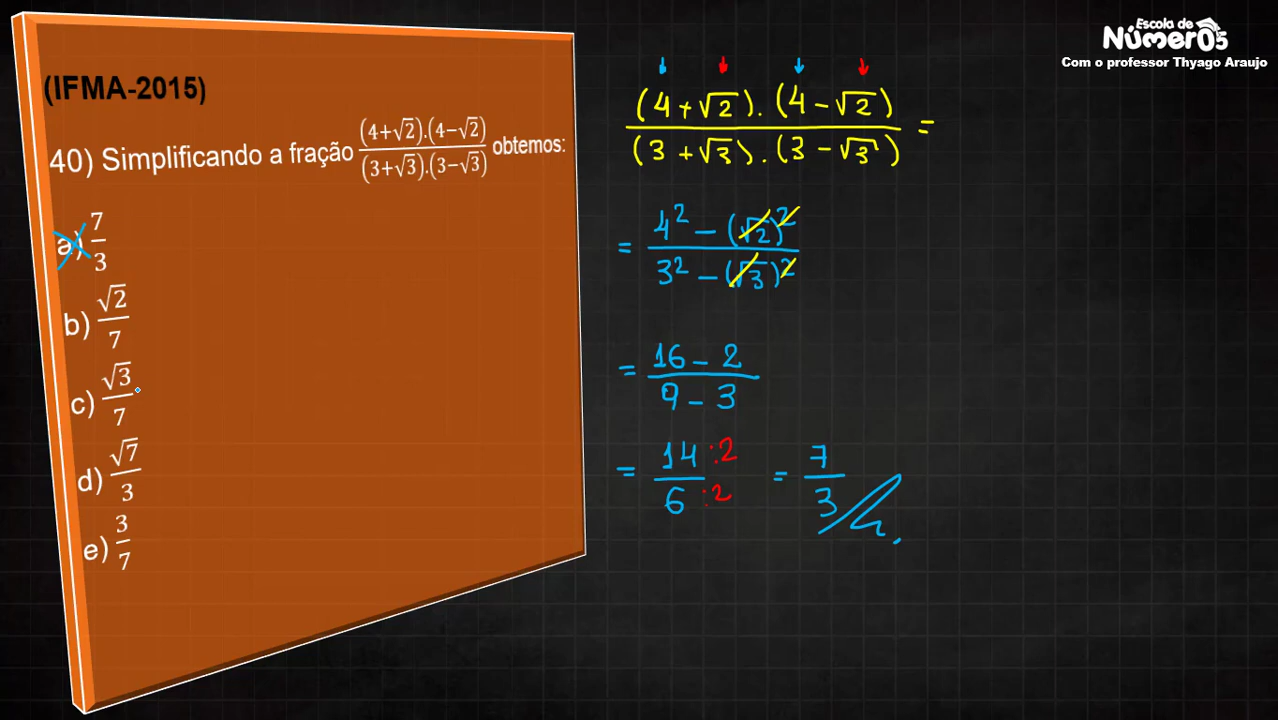 Escola de
Número5
Com o professor Thyago Araujo
(IFMA-2015)
40) Simplificando a fração (4+√2).(4−√2) / (3+√3).(3−√3) obtemos:
a) 7/3
b) √2/7
c) √3/7
d) √7/3
e) 3/7
(4+√2).(4−√2) / (3+√3).(3−√3) =
= 4² − (√2)² / 3² − (√3)²
= 16 − 2 / 9 − 3
= 14 :2 / 6 :2 = 7/3